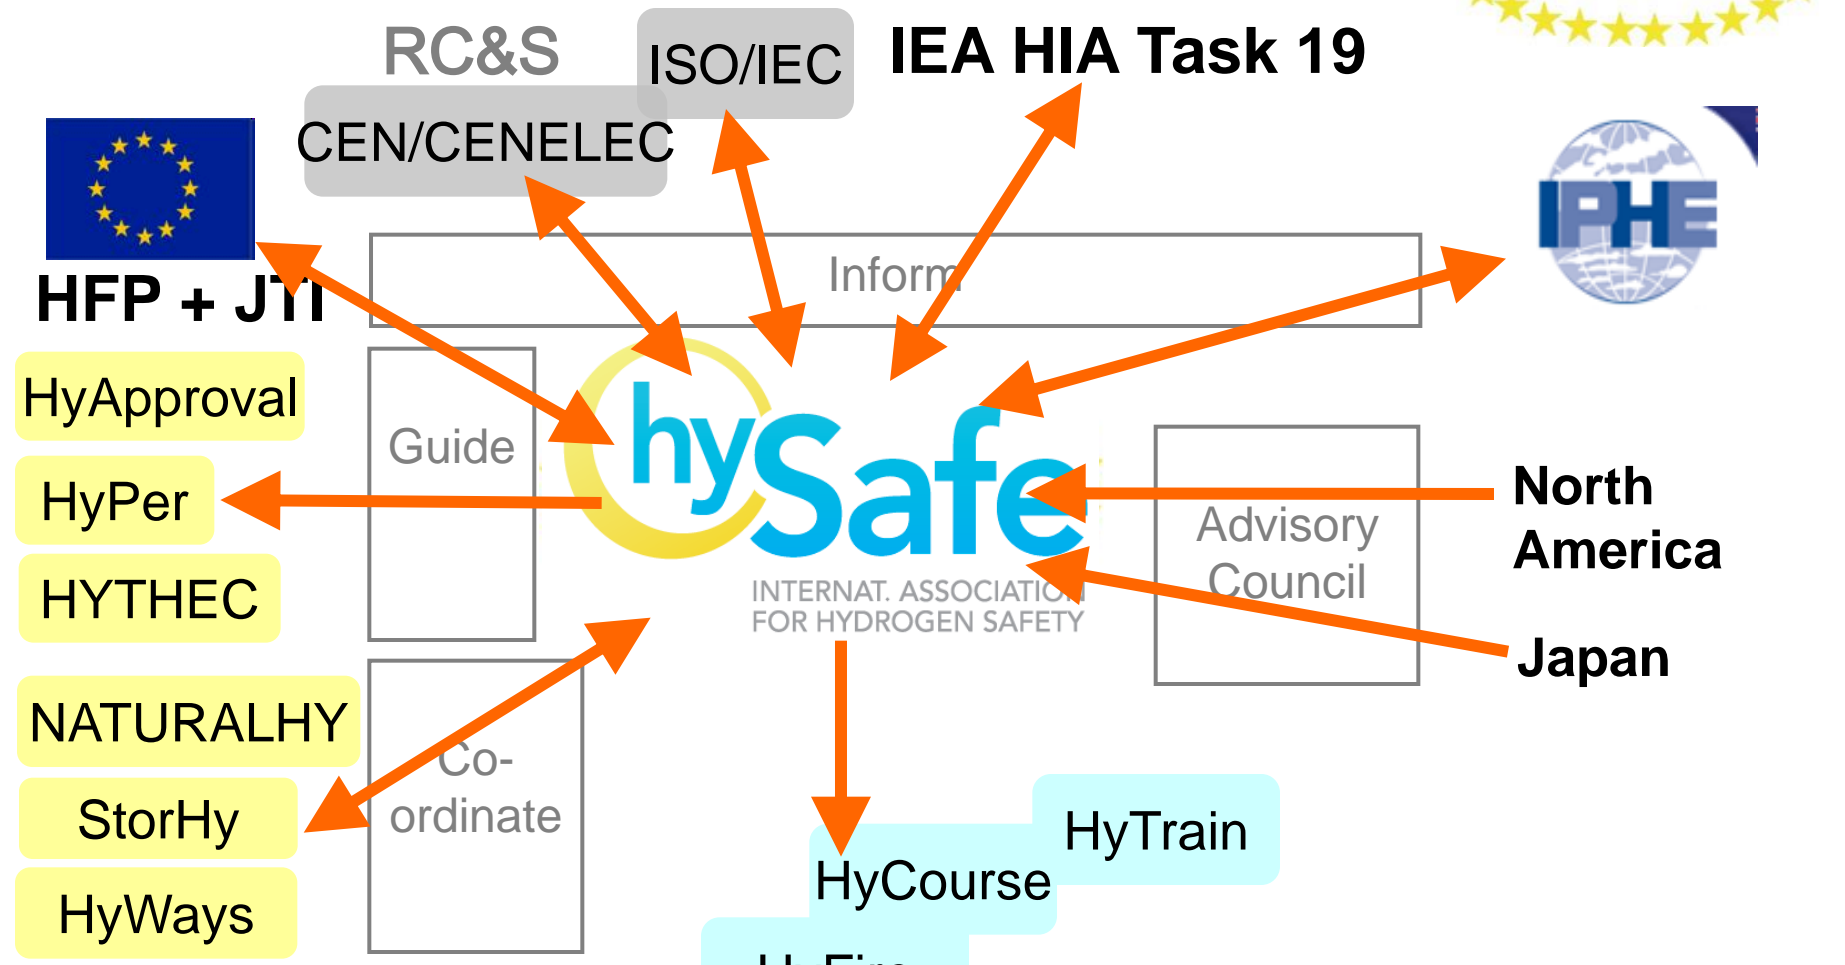 RC&S
ISO/IEC
IEA HIA Task 19
CEN/CENELEC
IPHE
HFP + JTI
Inform
HyApproval
Guide
hySafe
INTERNAT. ASSOCIATION
FOR HYDROGEN SAFETY
HyPer
HYTHEC
Advisory
Council
North
America
Japan
NATURALHY
StorHy
HyWays
Co-
ordinate
HyTrain
HyCourse